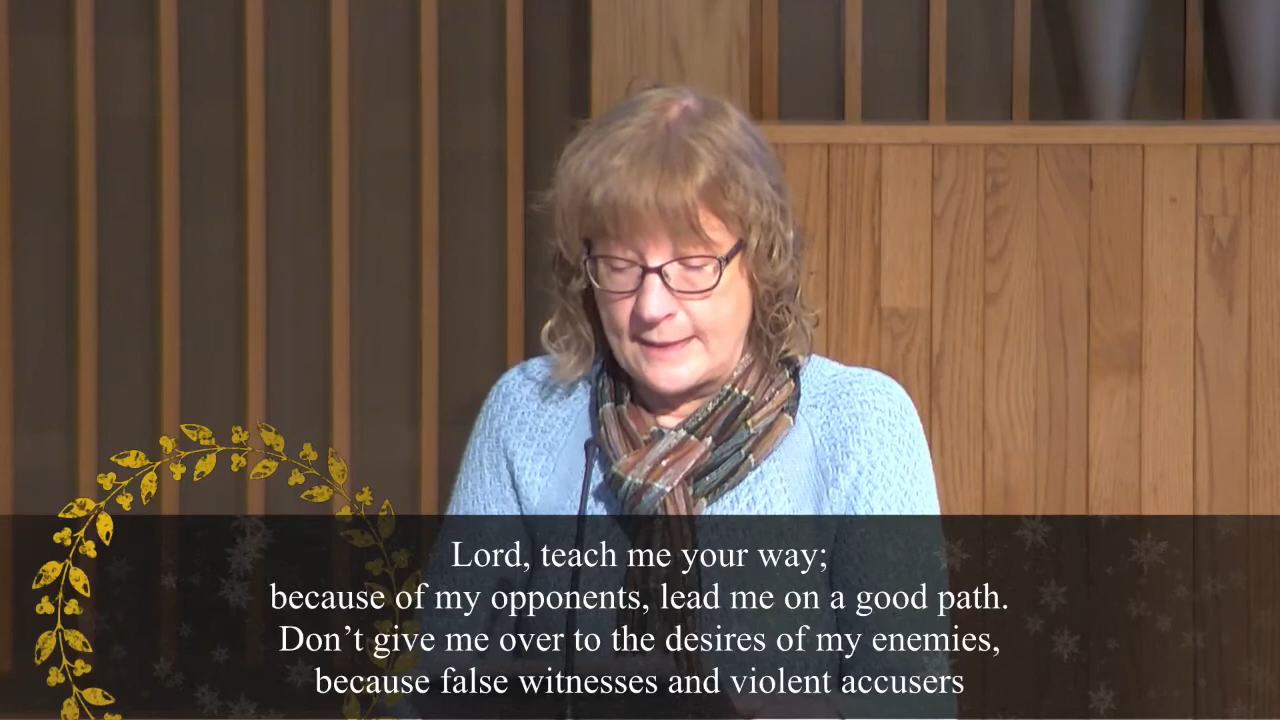 Lord, teach me your way;
because of my opponents, lead me on a good path.
Don’t give me over to the desires of my enemies,
because false witnesses and violent accusers